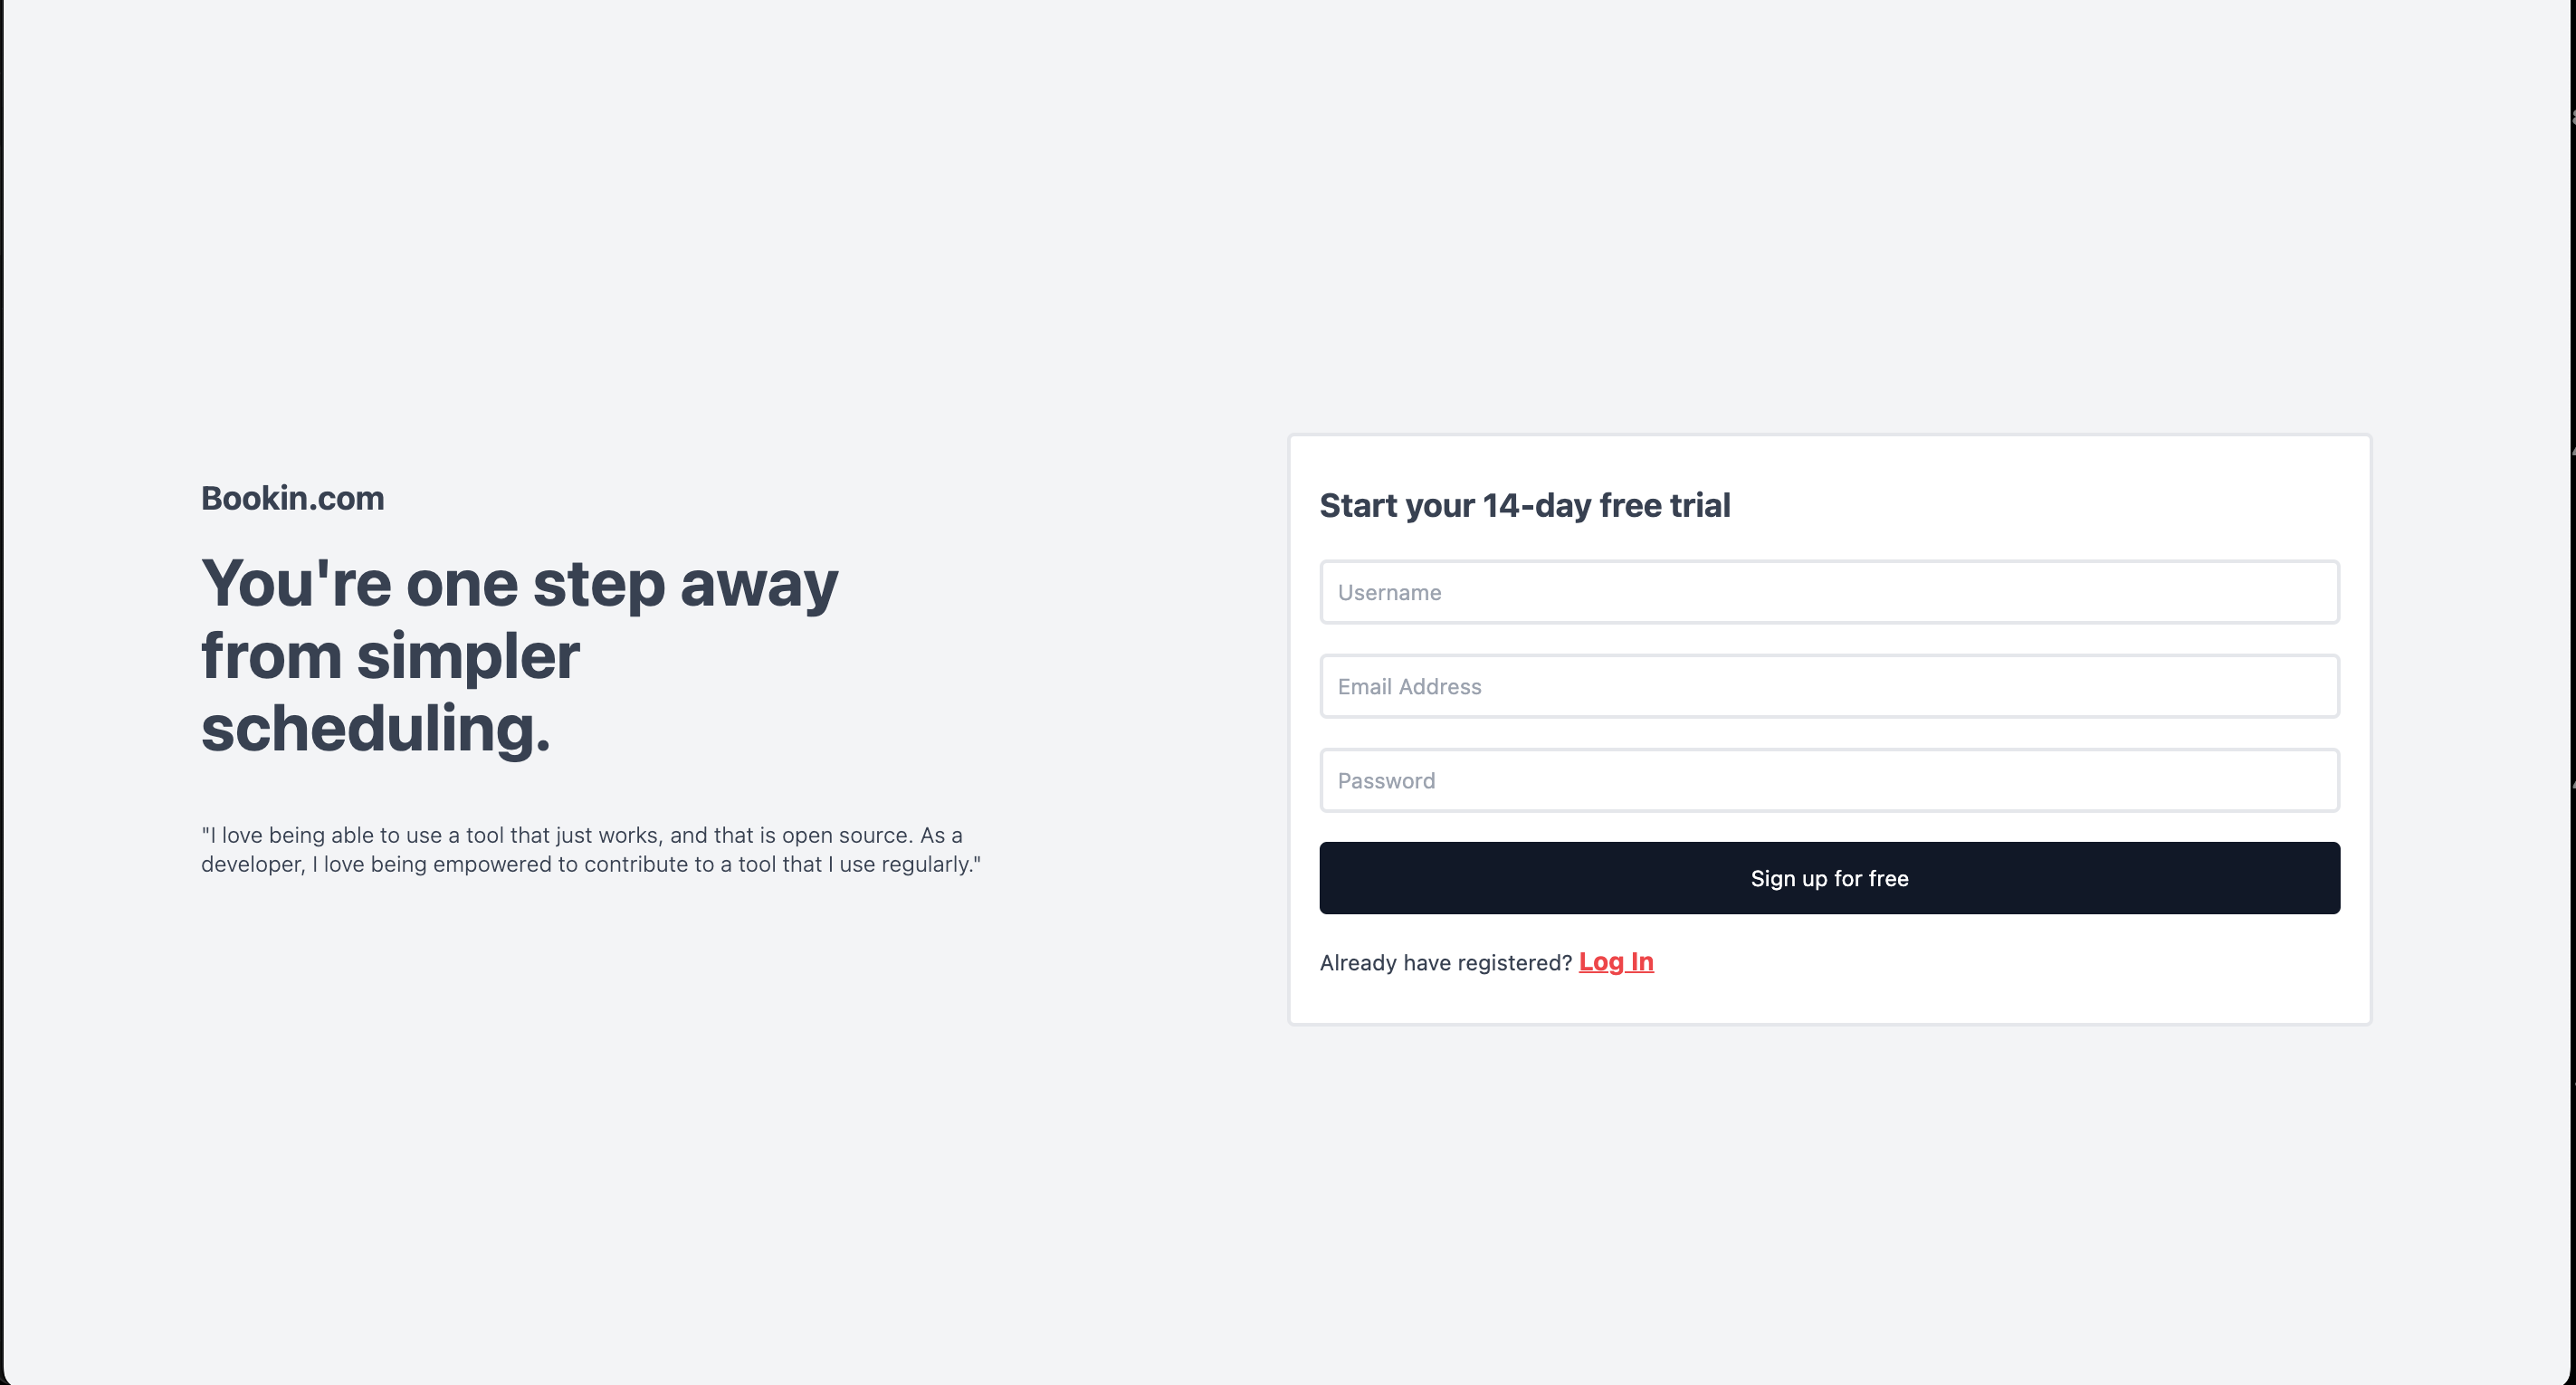 Bookin.com
You're one step away
from simpler
scheduling.
"I love being able to use a tool that just works, and that is open source. As a
developer, I love being empowered to contribute to a tool that I use regularly."
Start your 14-day free trial
Username
Email Address
Password
Sign up for free
Already have registered? Log In